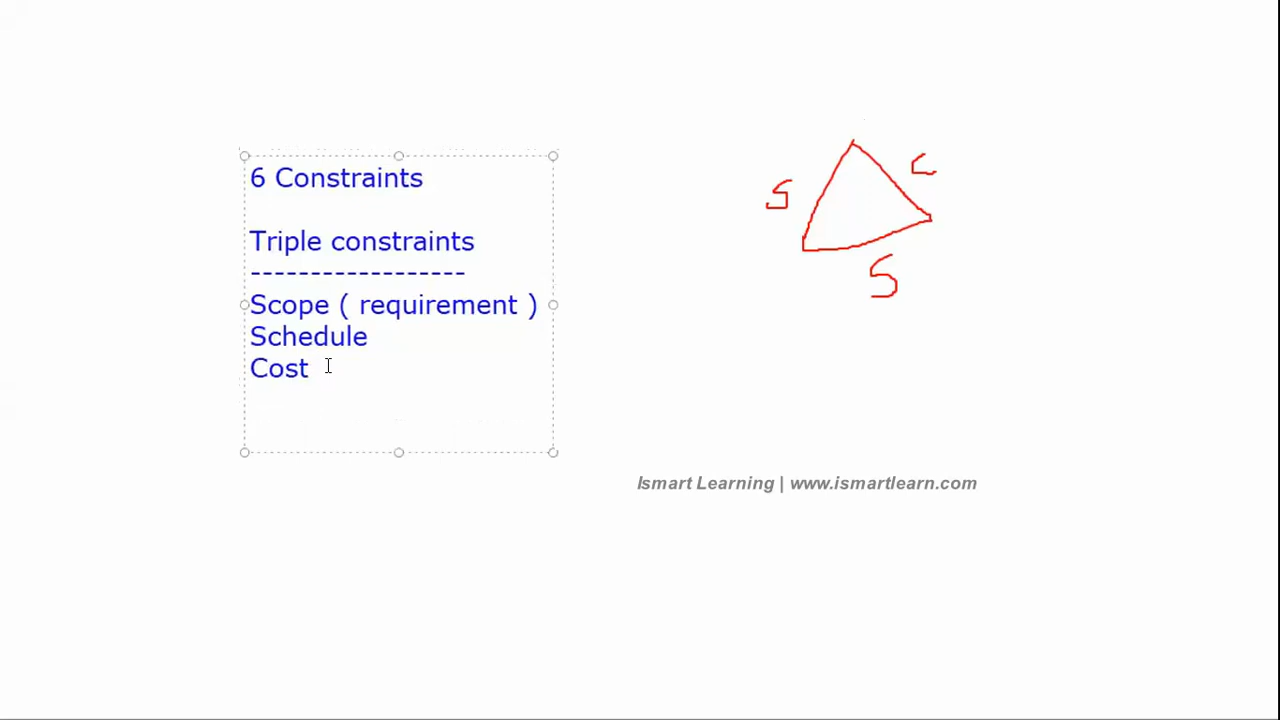 6 Constraints
Triple constraints
------------------
Scope ( requirement )
Schedule
Cost
S
C
S
Ismart Learning | www.ismartlearn.com